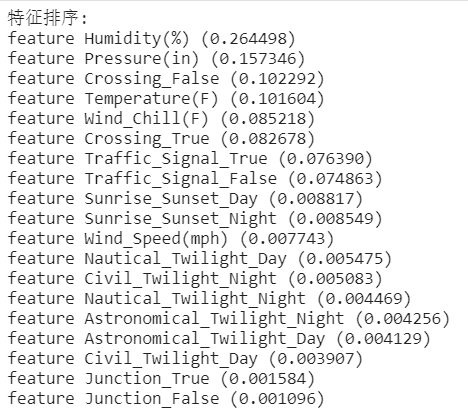 特征排序:
feature Humidity(%) (0.264498)
feature Pressure(in) (0.157346)
feature Crossing_False (0.102292)
feature Temperature(F) (0.101604)
feature Wind_Chill(F) (0.085218)
feature Crossing_True (0.082678)
feature Traffic_Signal_True (0.076390)
feature Traffic_Signal_False (0.074863)
feature Sunrise_Sunset_Day (0.008817)
feature Sunrise_Sunset_Night (0.008549)
feature Wind_Speed(mph) (0.007743)
feature Nautical_Twilight_Day (0.005475)
feature Civil_Twilight_Night (0.005083)
feature Nautical_Twilight_Night (0.004469)
feature Astronomical_Twilight_Night (0.004256)
feature Astronomical_Twilight_Day (0.004129)
feature Civil_Twilight_Day (0.003907)
feature Junction_True (0.001584)
feature Junction_False (0.001096)